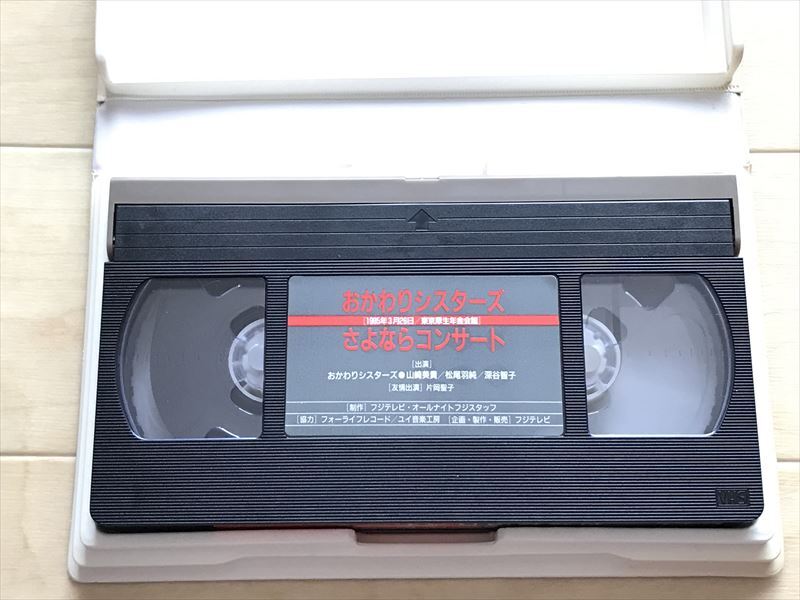 おかわりシスターズ
[1985年3月26日/東京厚生年金会館]
さよならコンサート
[出演]
おかわりシスターズ●山崎美貴/松尾羽純/深谷智子
[友情出演] 片岡聖子
[制作] フジテレビ・オールナイトフジスタッフ
[協力] フォーライフレコード/ユイ音楽工房 [企画・製作・販売] フジテレビ
VHS